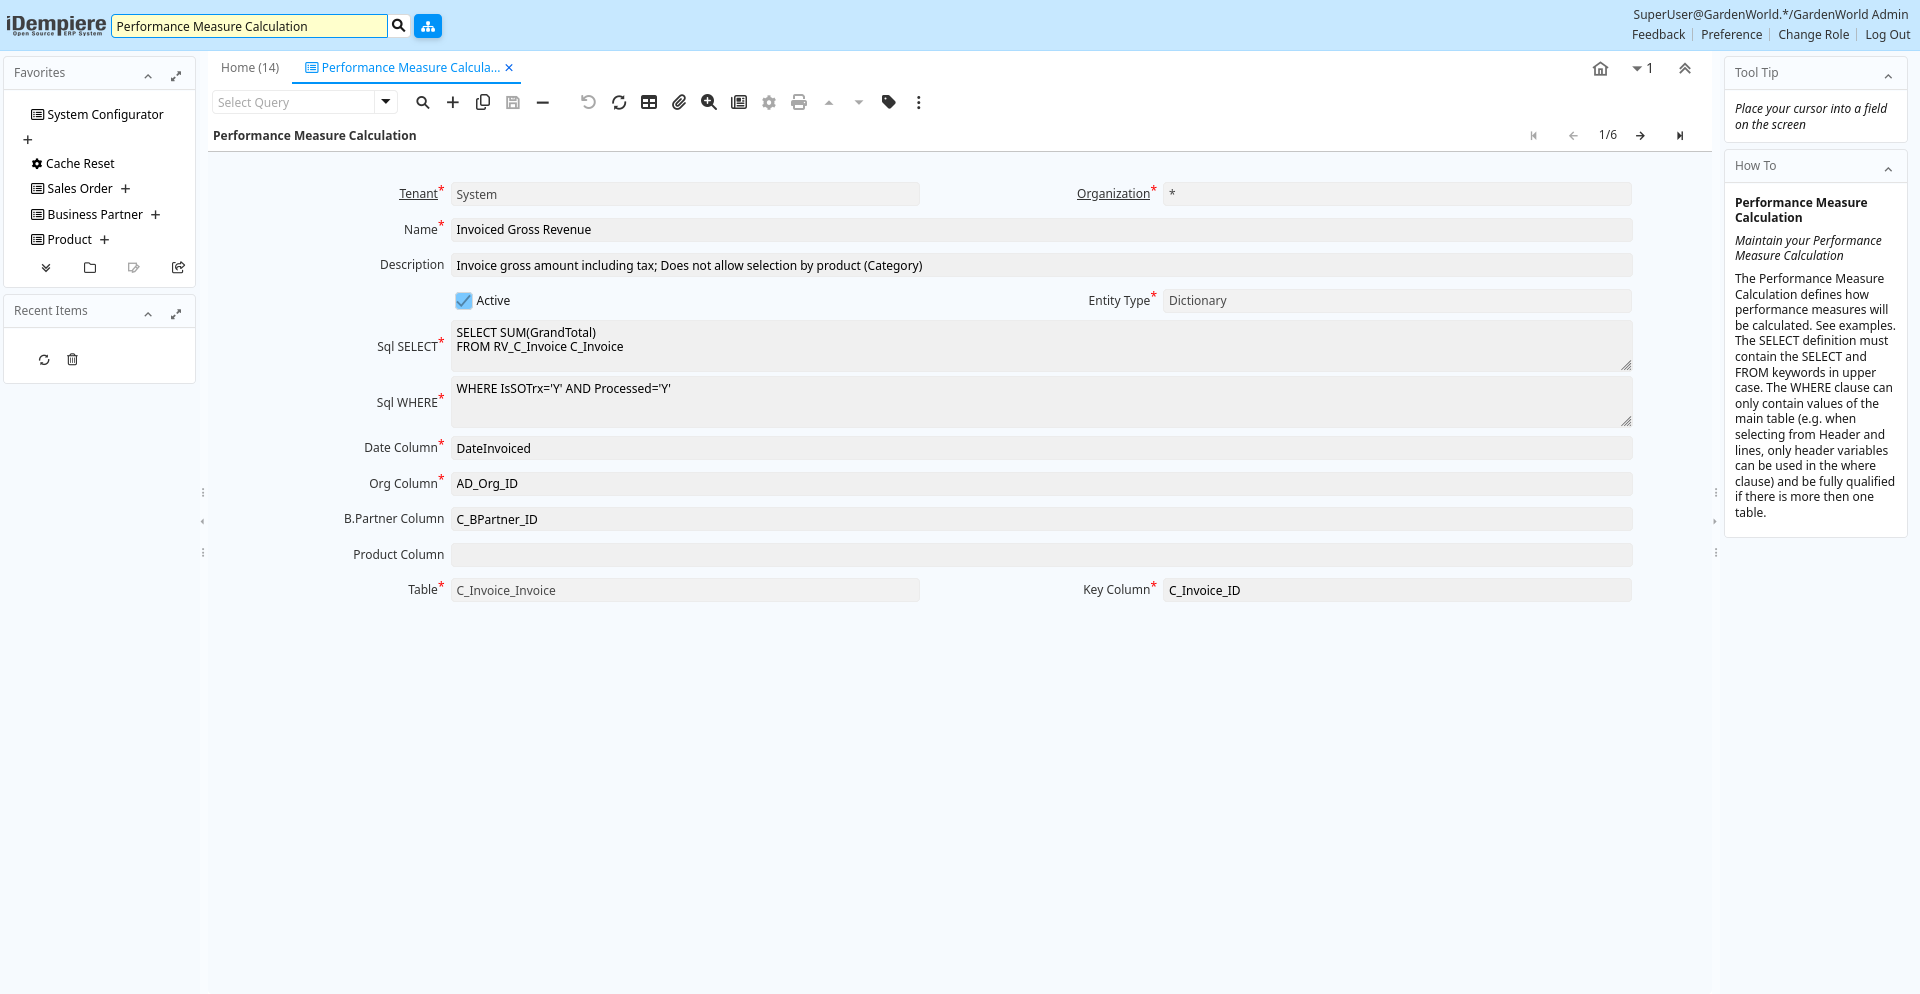 iDempiere
Open Source ERP System
Performance Measure Calculation
SuperUser@GardenWorld.*/GardenWorld Admin
Feedback
Preference
Change Role
Log Out
Favorites
System Configurator
Cache Reset
Sales Order
Business Partner
Product
Recent Items
Home (14)
Performance Measure Calcula...
1
Select Query
Performance Measure Calculation
1/6
Tenant*
System
Organization*
*
Name*
Invoiced Gross Revenue
Description
Invoice gross amount including tax; Does not allow selection by product (Category)
Active
Entity Type*
Dictionary
Sql SELECT*
SELECT SUM(GrandTotal)
FROM RV_C_Invoice C_Invoice
Sql WHERE*
WHERE IsSOTrx='Y' AND Processed='Y'
Date Column*
DateInvoiced
Org Column*
AD_Org_ID
B.Partner Column
C_BPartner_ID
Product Column
Table*
C_Invoice_Invoice
Key Column*
C_Invoice_ID
Tool Tip
Place your cursor into a field
on the screen
How To
Performance Measure
Calculation
Maintain your Performance
Measure Calculation
The Performance Measure
Calculation defines how
performance measures will
be calculated. See examples.
The SELECT definition must
contain the SELECT and
FROM keywords in upper
case. The WHERE clause can
only contain values of the
main table (e.g. when
selecting from Header and
lines, only header variables
can be used in the where
clause) and be fully qualified
if there is more then one
table.